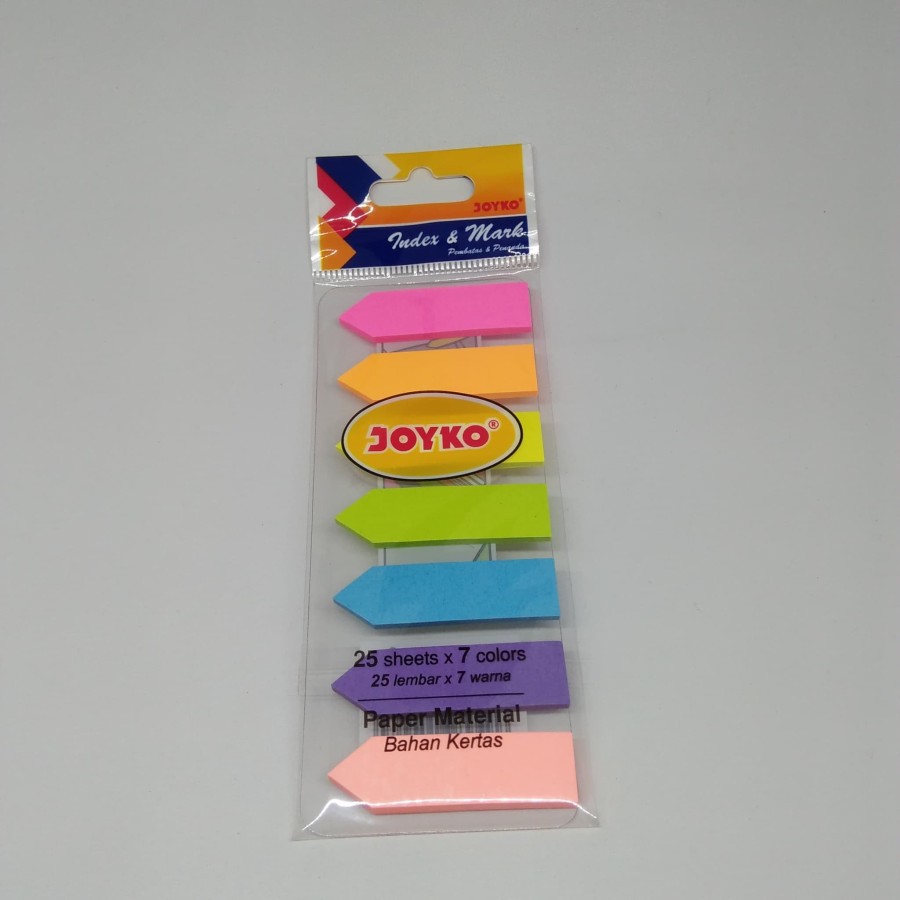 JOYKO®
Index & Mark
Pembatas & Penanda
JOYKO®
25 sheets x 7 colors
25 lembar x 7 warna
Paper Material
Bahan Kertas